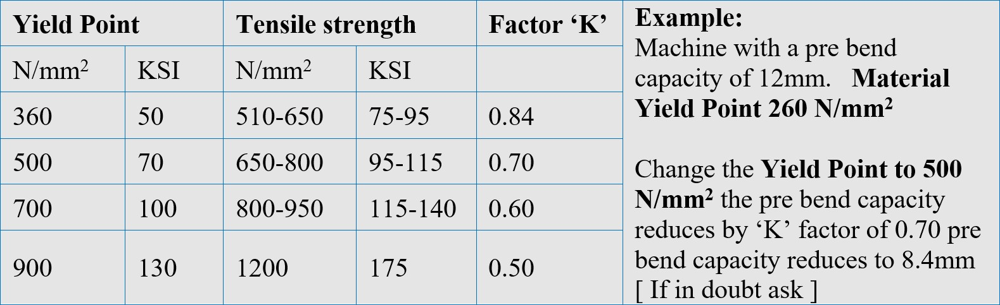 Yield Point Tensile strength Factor ‘K’
N/mm² KSI N/mm² KSI
360 50 510-650 75-95 0.84
500 70 650-800 95-115 0.70
700 100 800-950 115-140 0.60
900 130 1200 175 0.50
Example:
Machine with a pre bend
capacity of 12mm. Material
Yield Point 260 N/mm²
Change the Yield Point to 500
N/mm² the pre bend capacity
reduces by ‘K’ factor of 0.70 pre
bend capacity reduces to 8.4mm
[ If in doubt ask ]